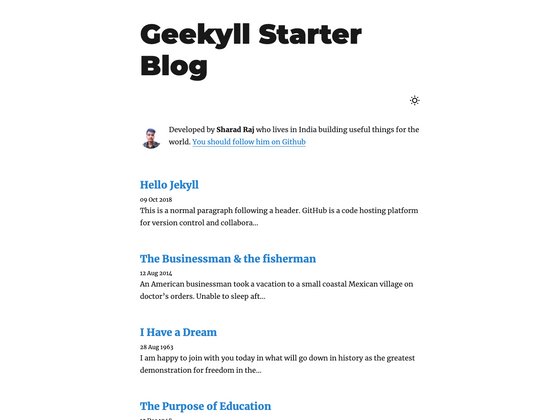 Geekyll Starter
Blog
Developed by Sharad Raj who lives in India building useful things for the
world. You should follow him on Github
Hello Jekyll
09 Oct 2018
This is a normal paragraph following a header. GitHub is a code hosting platform
for version control and collabora...
The Businessman & the fisherman
12 Aug 2014
An American businessman took a vacation to a small coastal Mexican village on
doctor's orders. Unable to sleep aft...
I Have a Dream
28 Aug 1963
I am happy to join with you today in what will go down in history as the greatest
demonstration for freedom in the...
The Purpose of Education